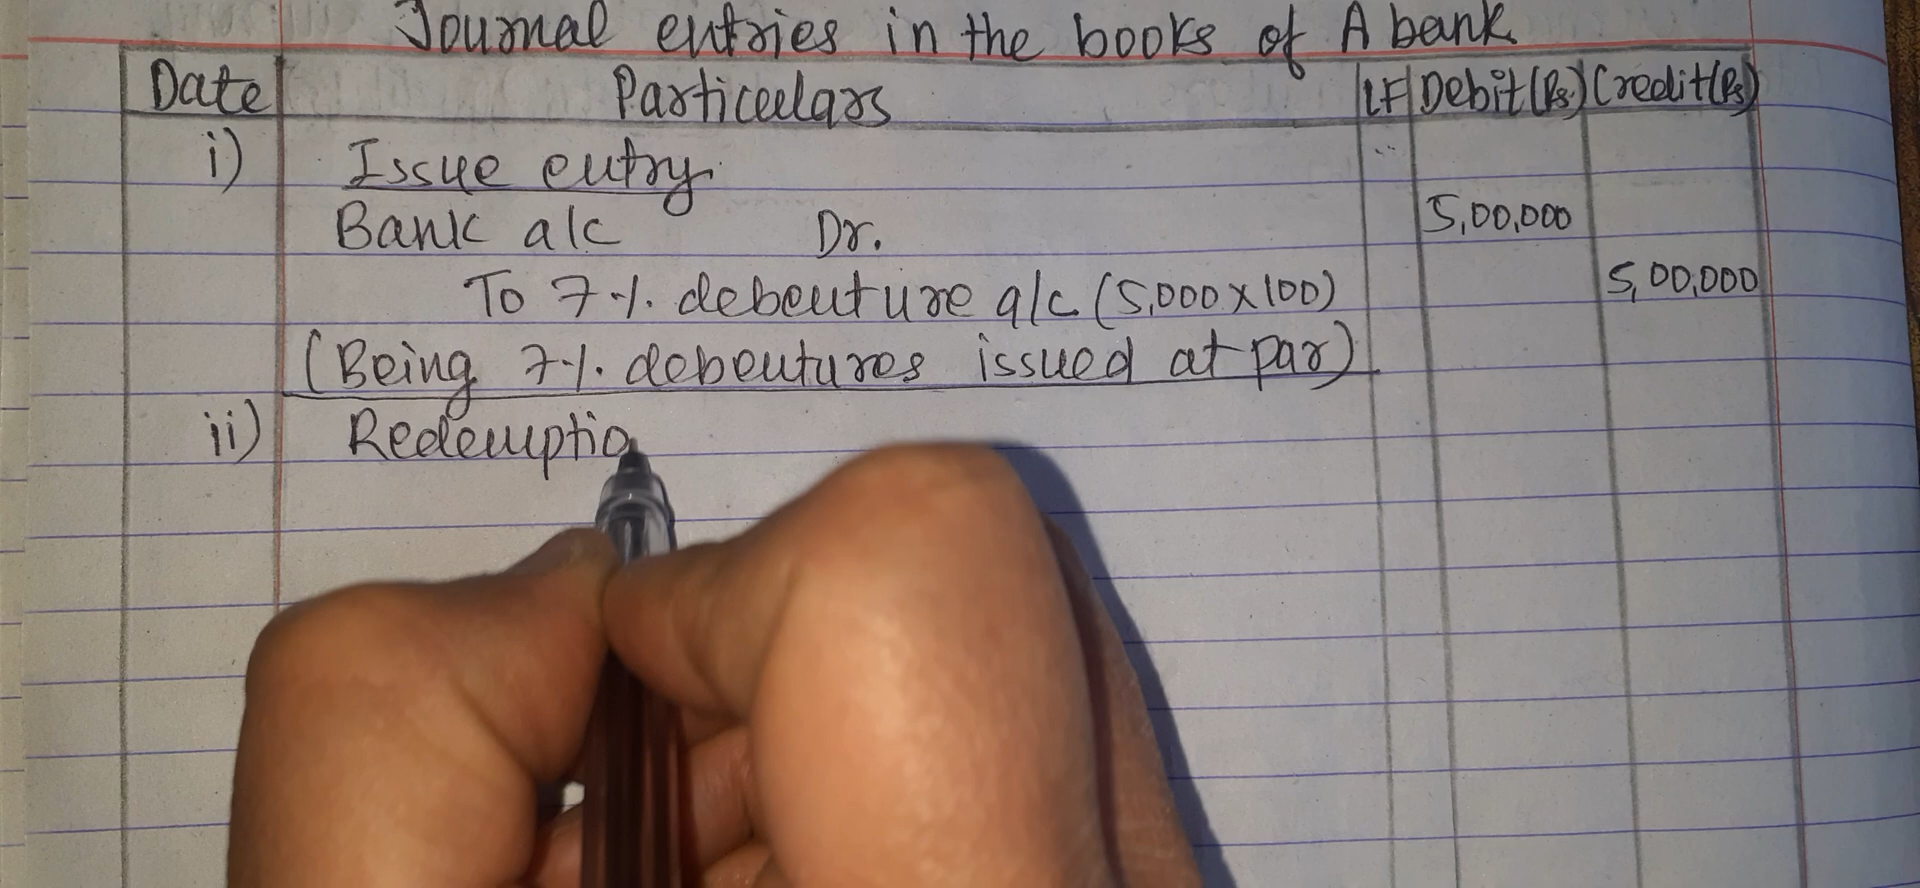 Journal entries in the books of A bank
Date Particulars LF Debit(Rs.) Credit(Rs)
i) Issue entry.
Bank a/c Dr. 5,00,000
To 7% debenture a/c (5,000 x 100) 5,00,000
(Being 7% debentures issued at par)
ii) Redemptio